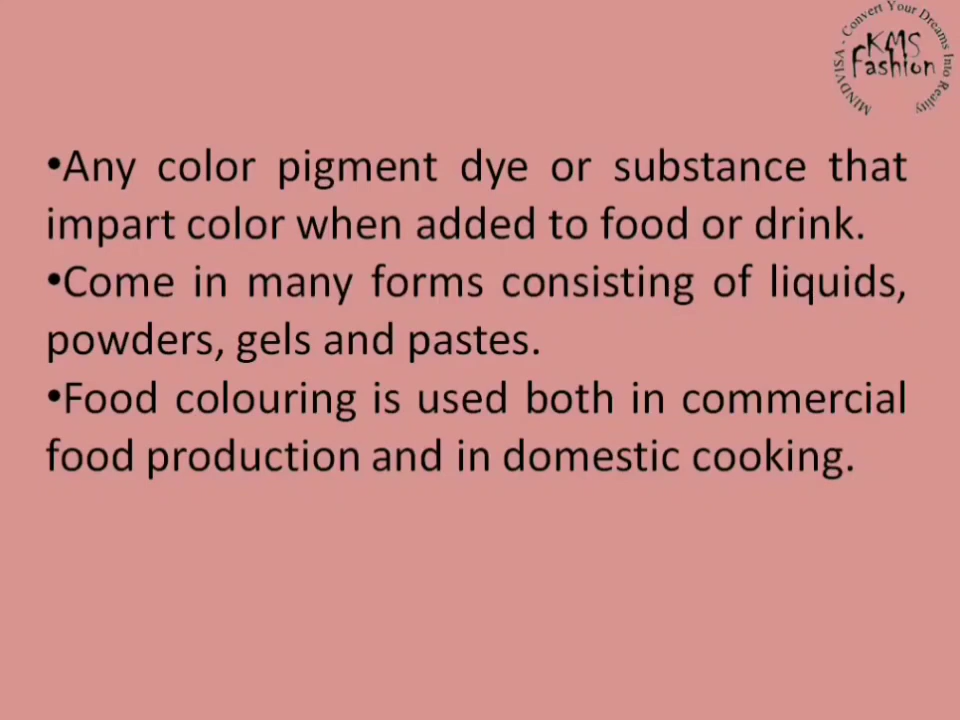 MINDVISA - Convert Your Dreams Into Reality
KMS
Fashion
•Any color pigment dye or substance that
impart color when added to food or drink.
•Come in many forms consisting of liquids,
powders, gels and pastes.
•Food colouring is used both in commercial
food production and in domestic cooking.